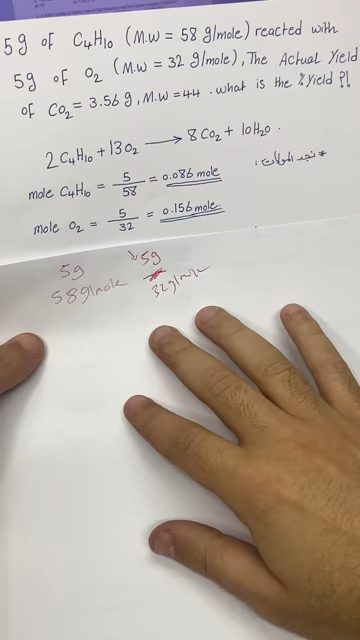 5g of C₄H₁₀ (M.W = 58 g/mole) reacted with
5g of O₂ (M.W = 32 g/mole), The Actual Yield
of CO₂ = 3.56 g, M.W = 44. what is the % Yield ?!
2C₄H₁₀ + 13O₂ → 8CO₂ + 10H₂O.
* نجد المولات :
mole C₄H₁₀ = 5/58 = 0.086 mole
mole O₂ = 5/32 = 0.156 mole.
5g 5g
58g/mole 32g/mole